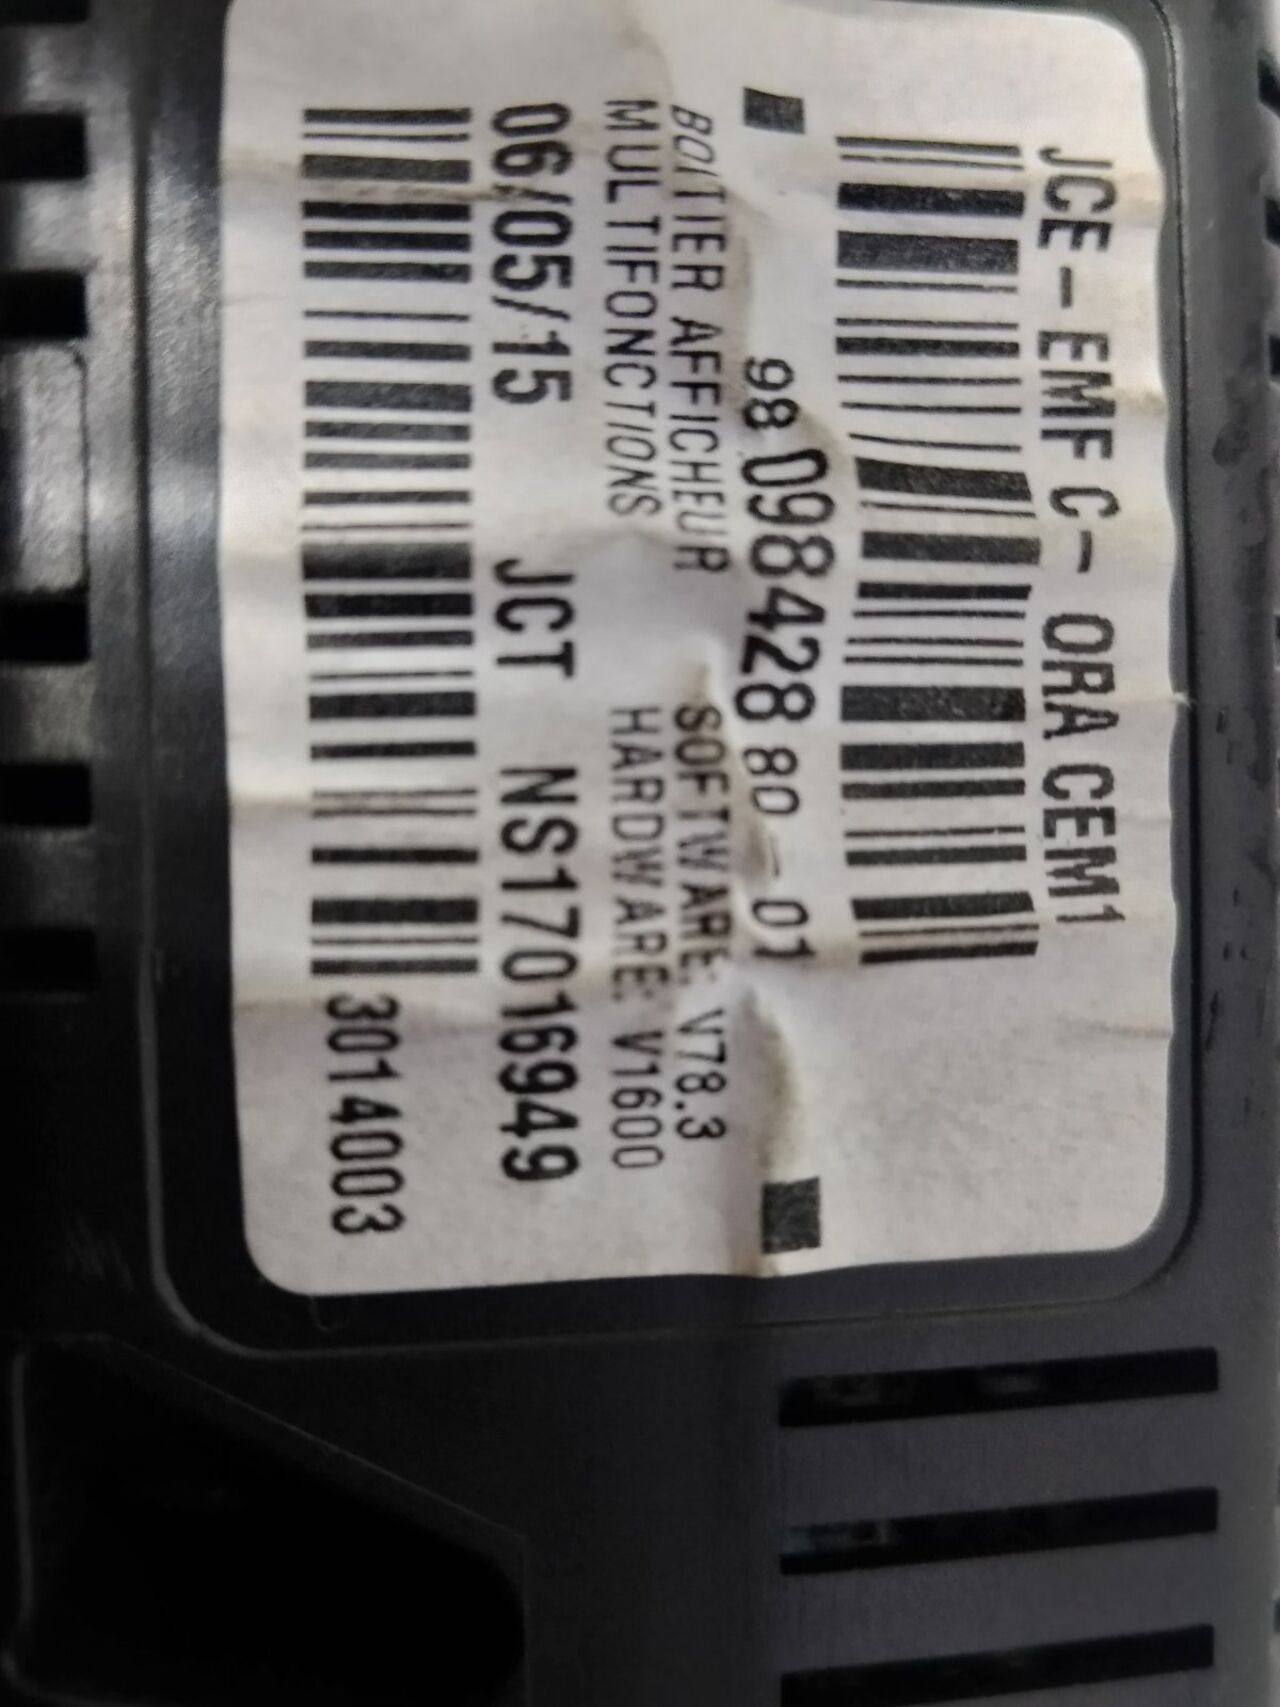 JCE - EMF C - ORA CEM1
98 098428 80 - 01
BOITIER AFFICHEUR SOFTWARE: V78.3
MULTIFONCTIONS HARDWARE: V1600
06/05/15 JCT NS17016949
3014003